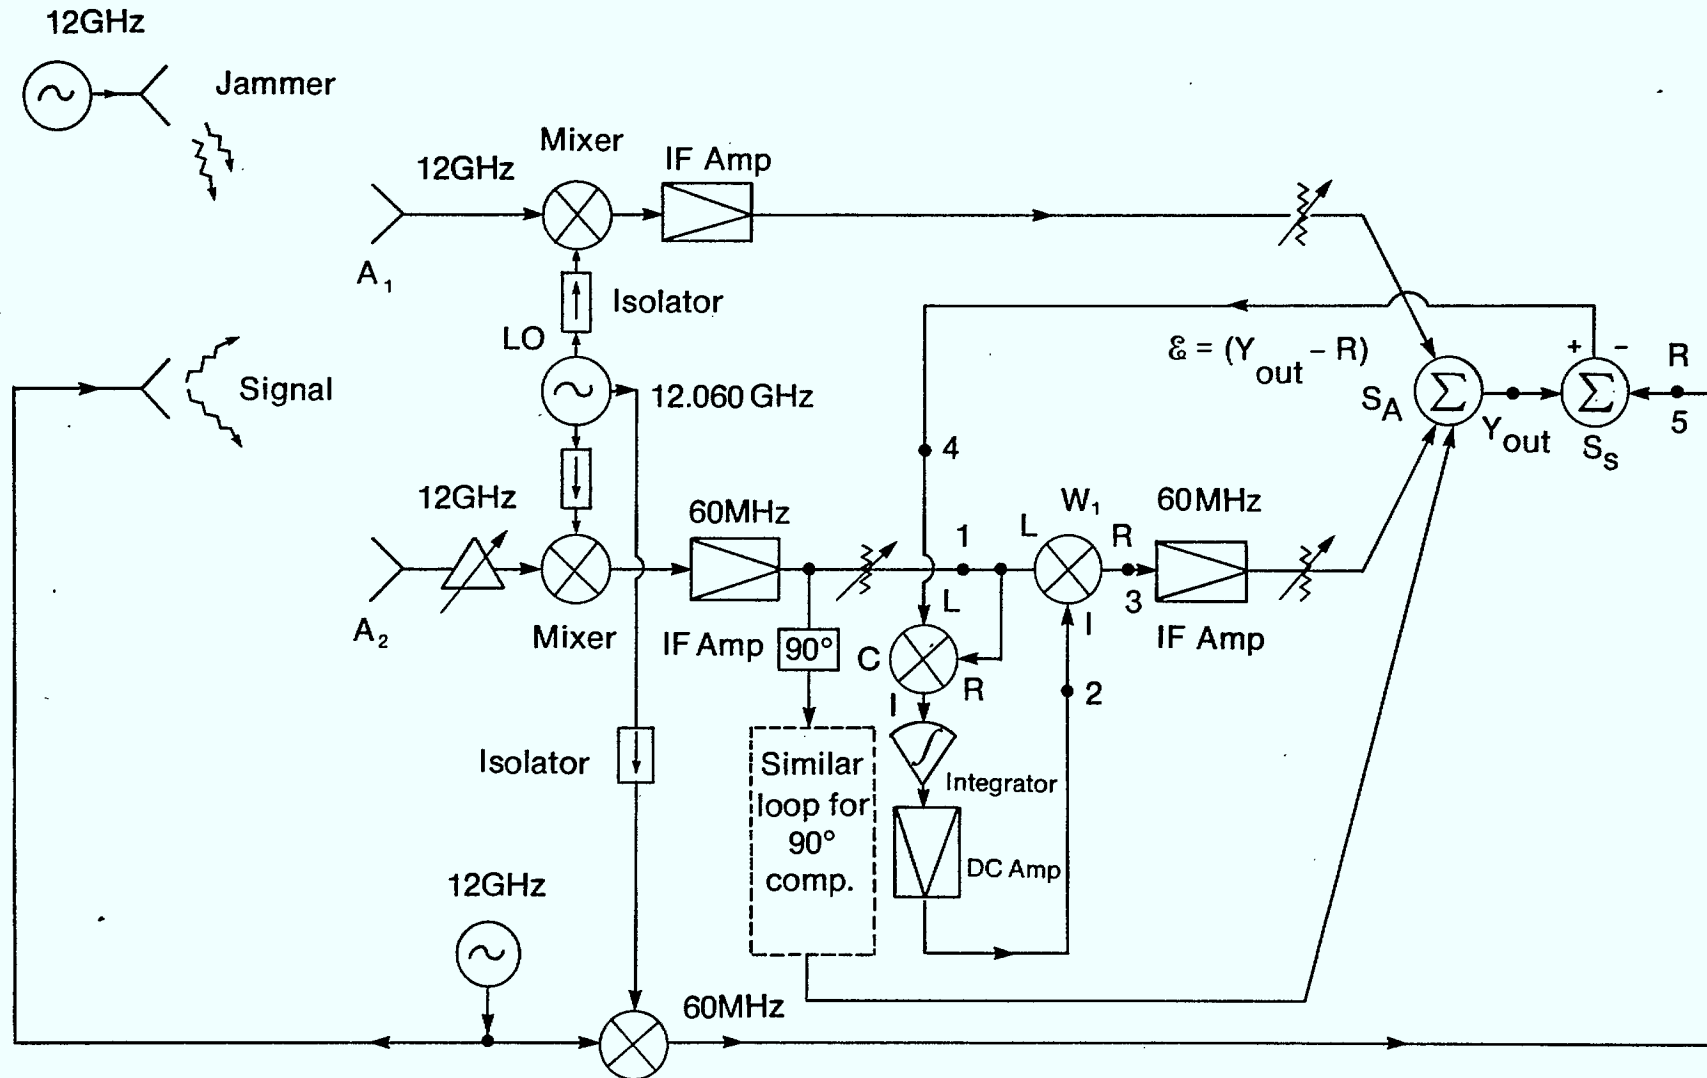 12GHz
Jammer
Mixer
IF Amp
12GHz
A₁
Isolator
LO
12.060 GHz
Signal
ℰ = (Yout – R)
+ –
R
SA
Σ
Yout
Σ
Ss
5
4
12GHz
60MHz
1
L
W₁
R
60MHz
3
I
A₂
Mixer
IF Amp
90°
L
C
R
I
2
IF Amp
Isolator
Similar
loop for
90°
comp.
∫
Integrator
DC Amp
12GHz
60MHz